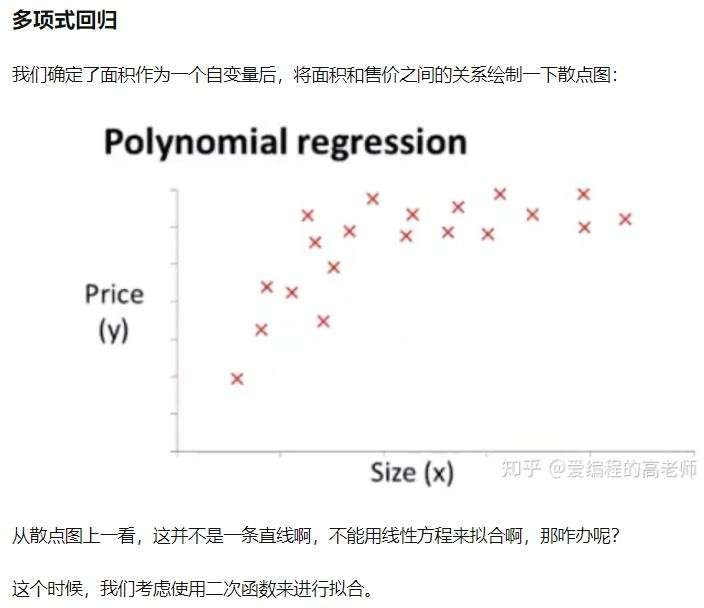 多项式回归
我们确定了面积作为一个自变量后，将面积和售价之间的关系绘制一下散点图：
Polynomial regression
Price
(y)
Size (x)
知乎 @爱编程的高老师
从散点图上一看，这并不是一条直线啊，不能用线性方程来拟合啊，那咋办呢？
这个时候，我们考虑使用二次函数来进行拟合。